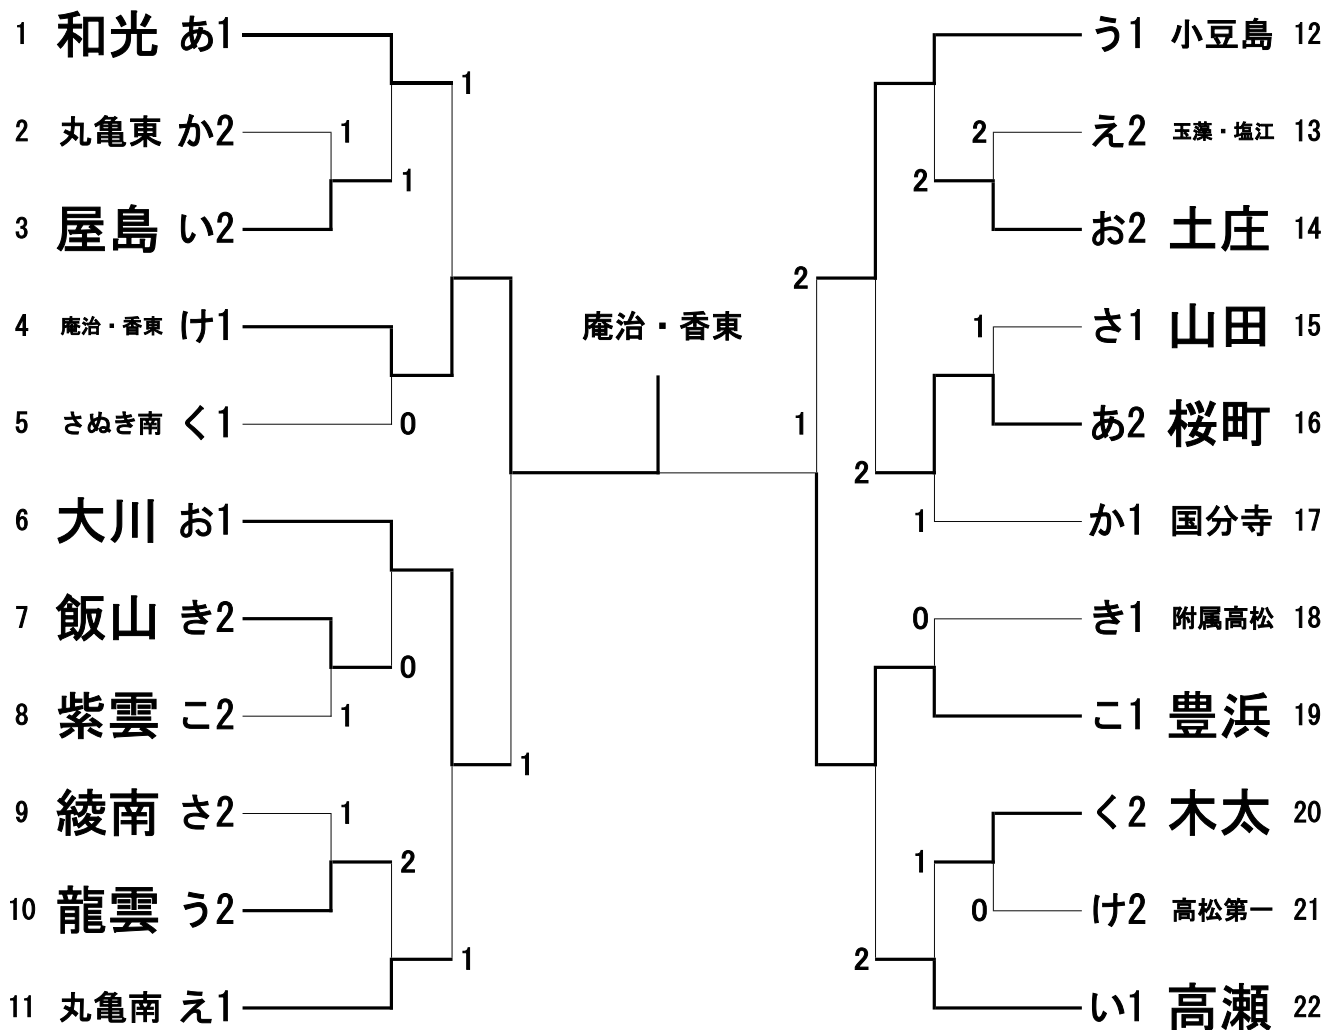 1 和光 あ1
1
2 丸亀東 か2
1
1
3 屋島 い2
4 庵治・香東 け1
5 さぬき南 く1
0
6 大川 お1
7 飯山 き2
0
8 紫雲 こ2
1
1
9 綾南 さ2
1
2
10 龍雲 う2
1
11 丸亀南 え1
庵治・香東
う1 小豆島 12
2
え2 玉藻・塩江 13
2
お2 土庄 14
2
1
さ1 山田 15
1
あ2 桜町 16
2
1
か1 国分寺 17
0
き1 附属高松 18
こ1 豊浜 19
く2 木太 20
1
0
け2 高松第一 21
2
い1 高瀬 22